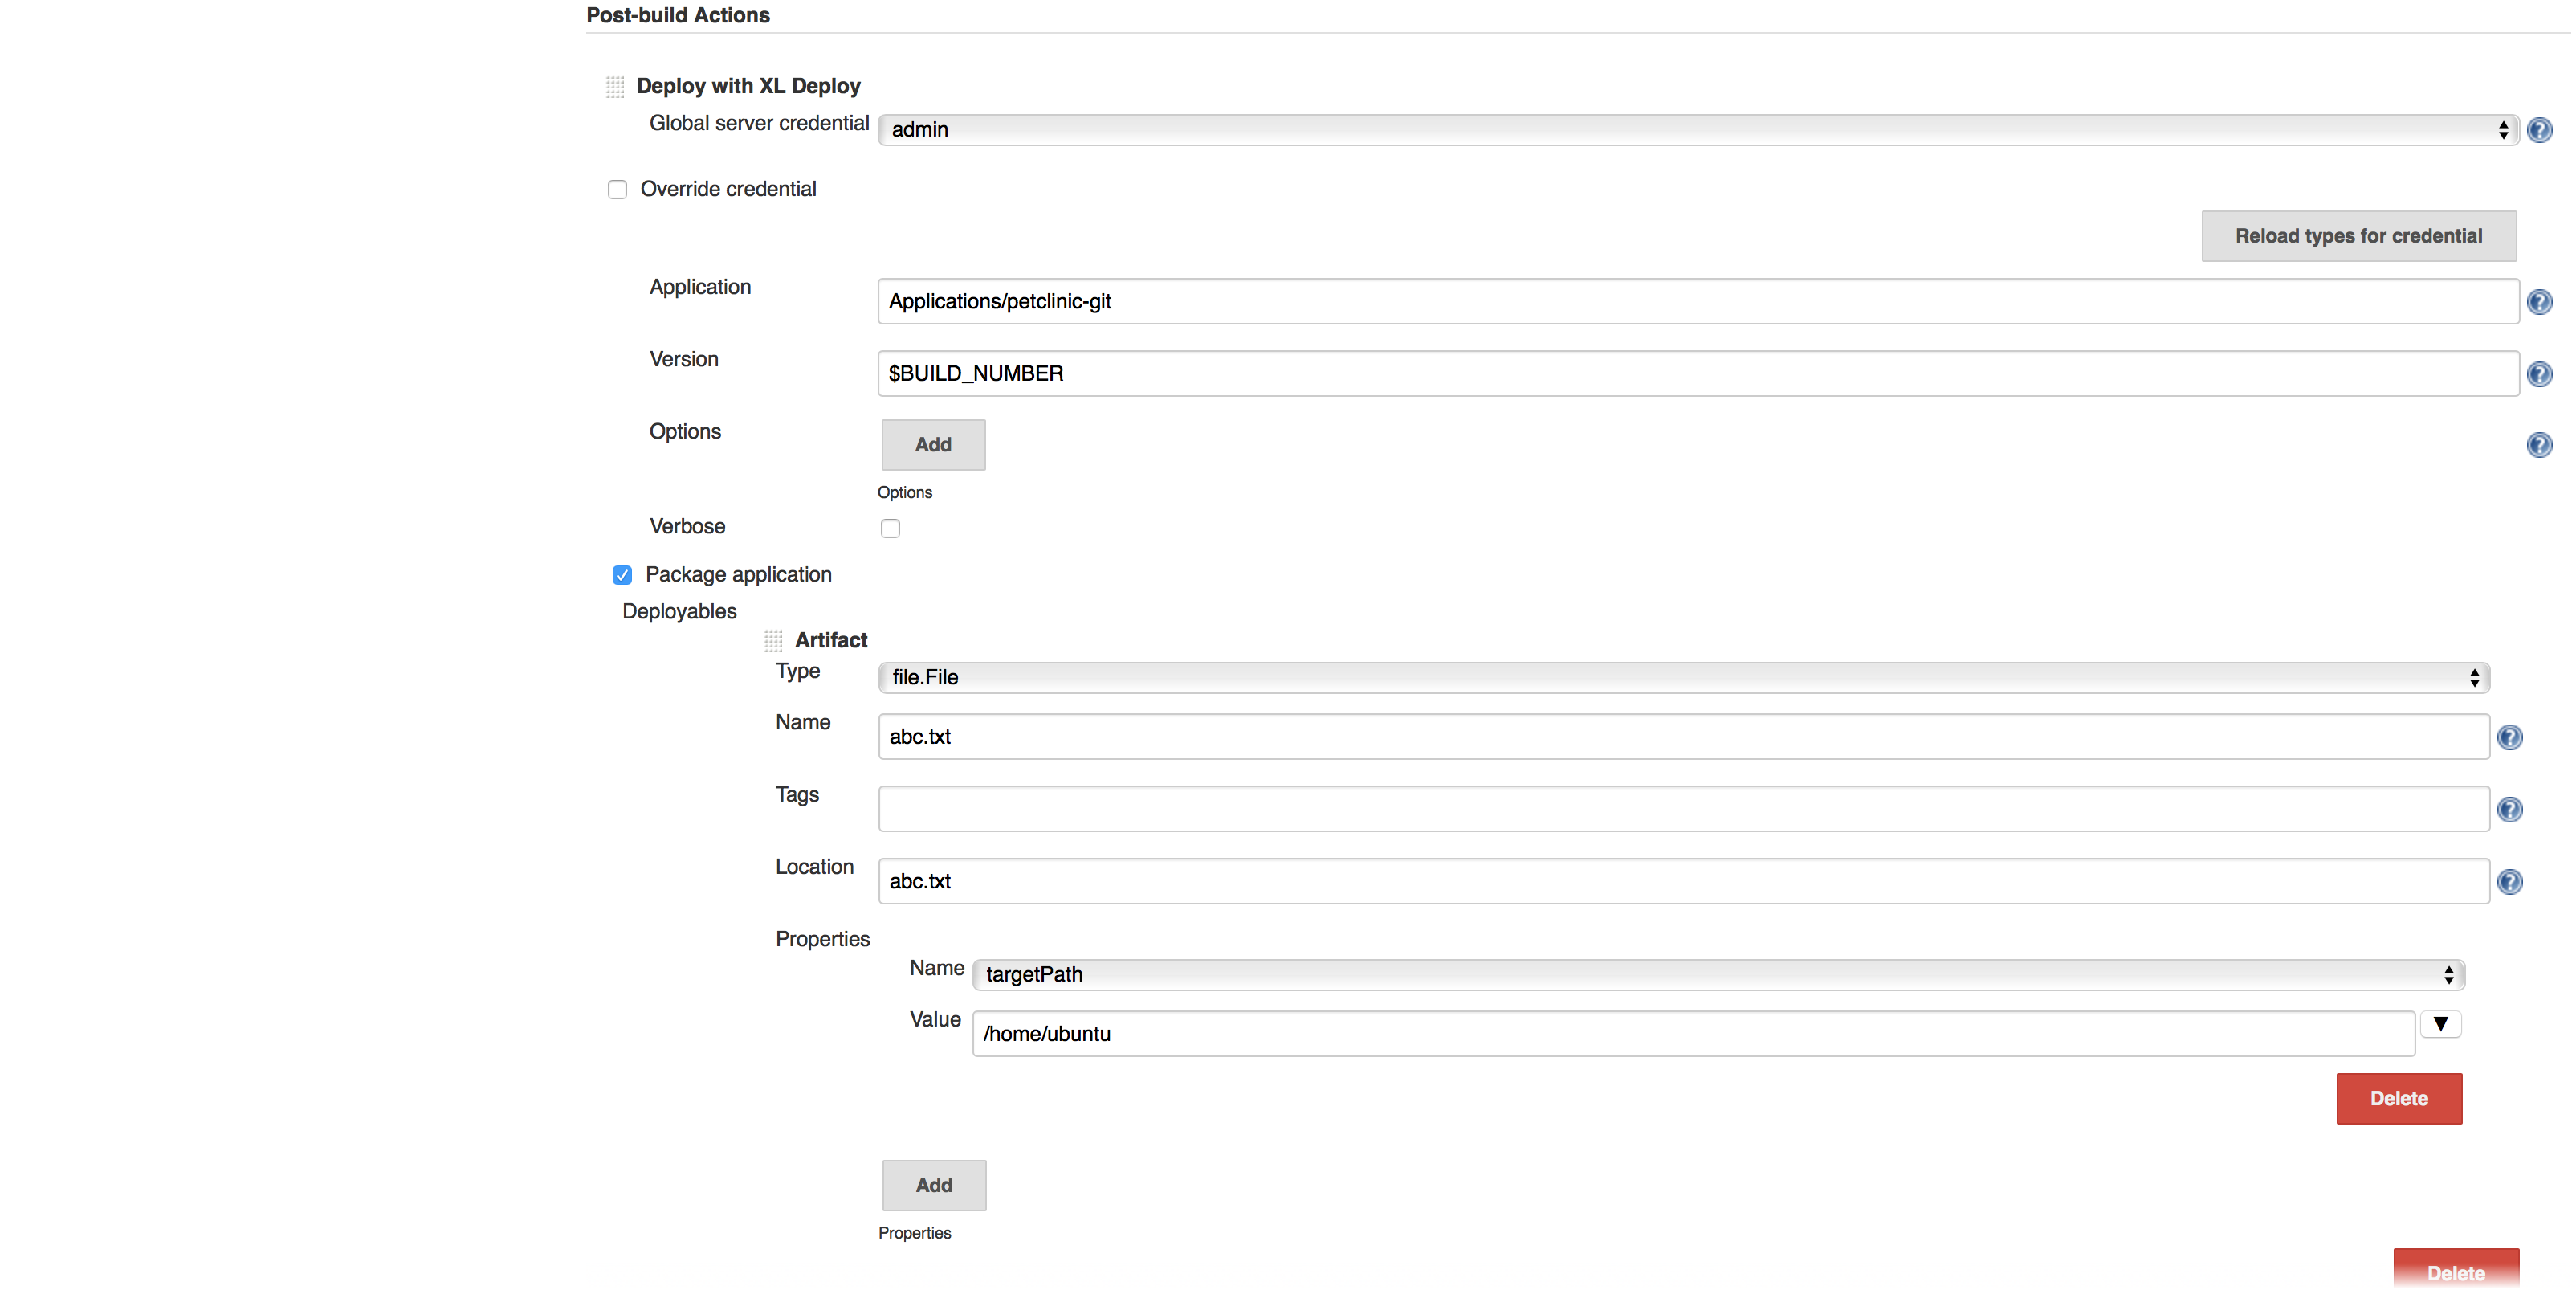 Post-build Actions
Deploy with XL Deploy
Global server credential admin
Override credential
Reload types for credential
Application Applications/petclinic-git
Version $BUILD_NUMBER
Options Add
Options
Verbose
Package application
Deployables
Artifact
Type file.File
Name abc.txt
Tags
Location abc.txt
Properties
Name targetPath
Value /home/ubuntu
Delete
Add
Properties
Delete